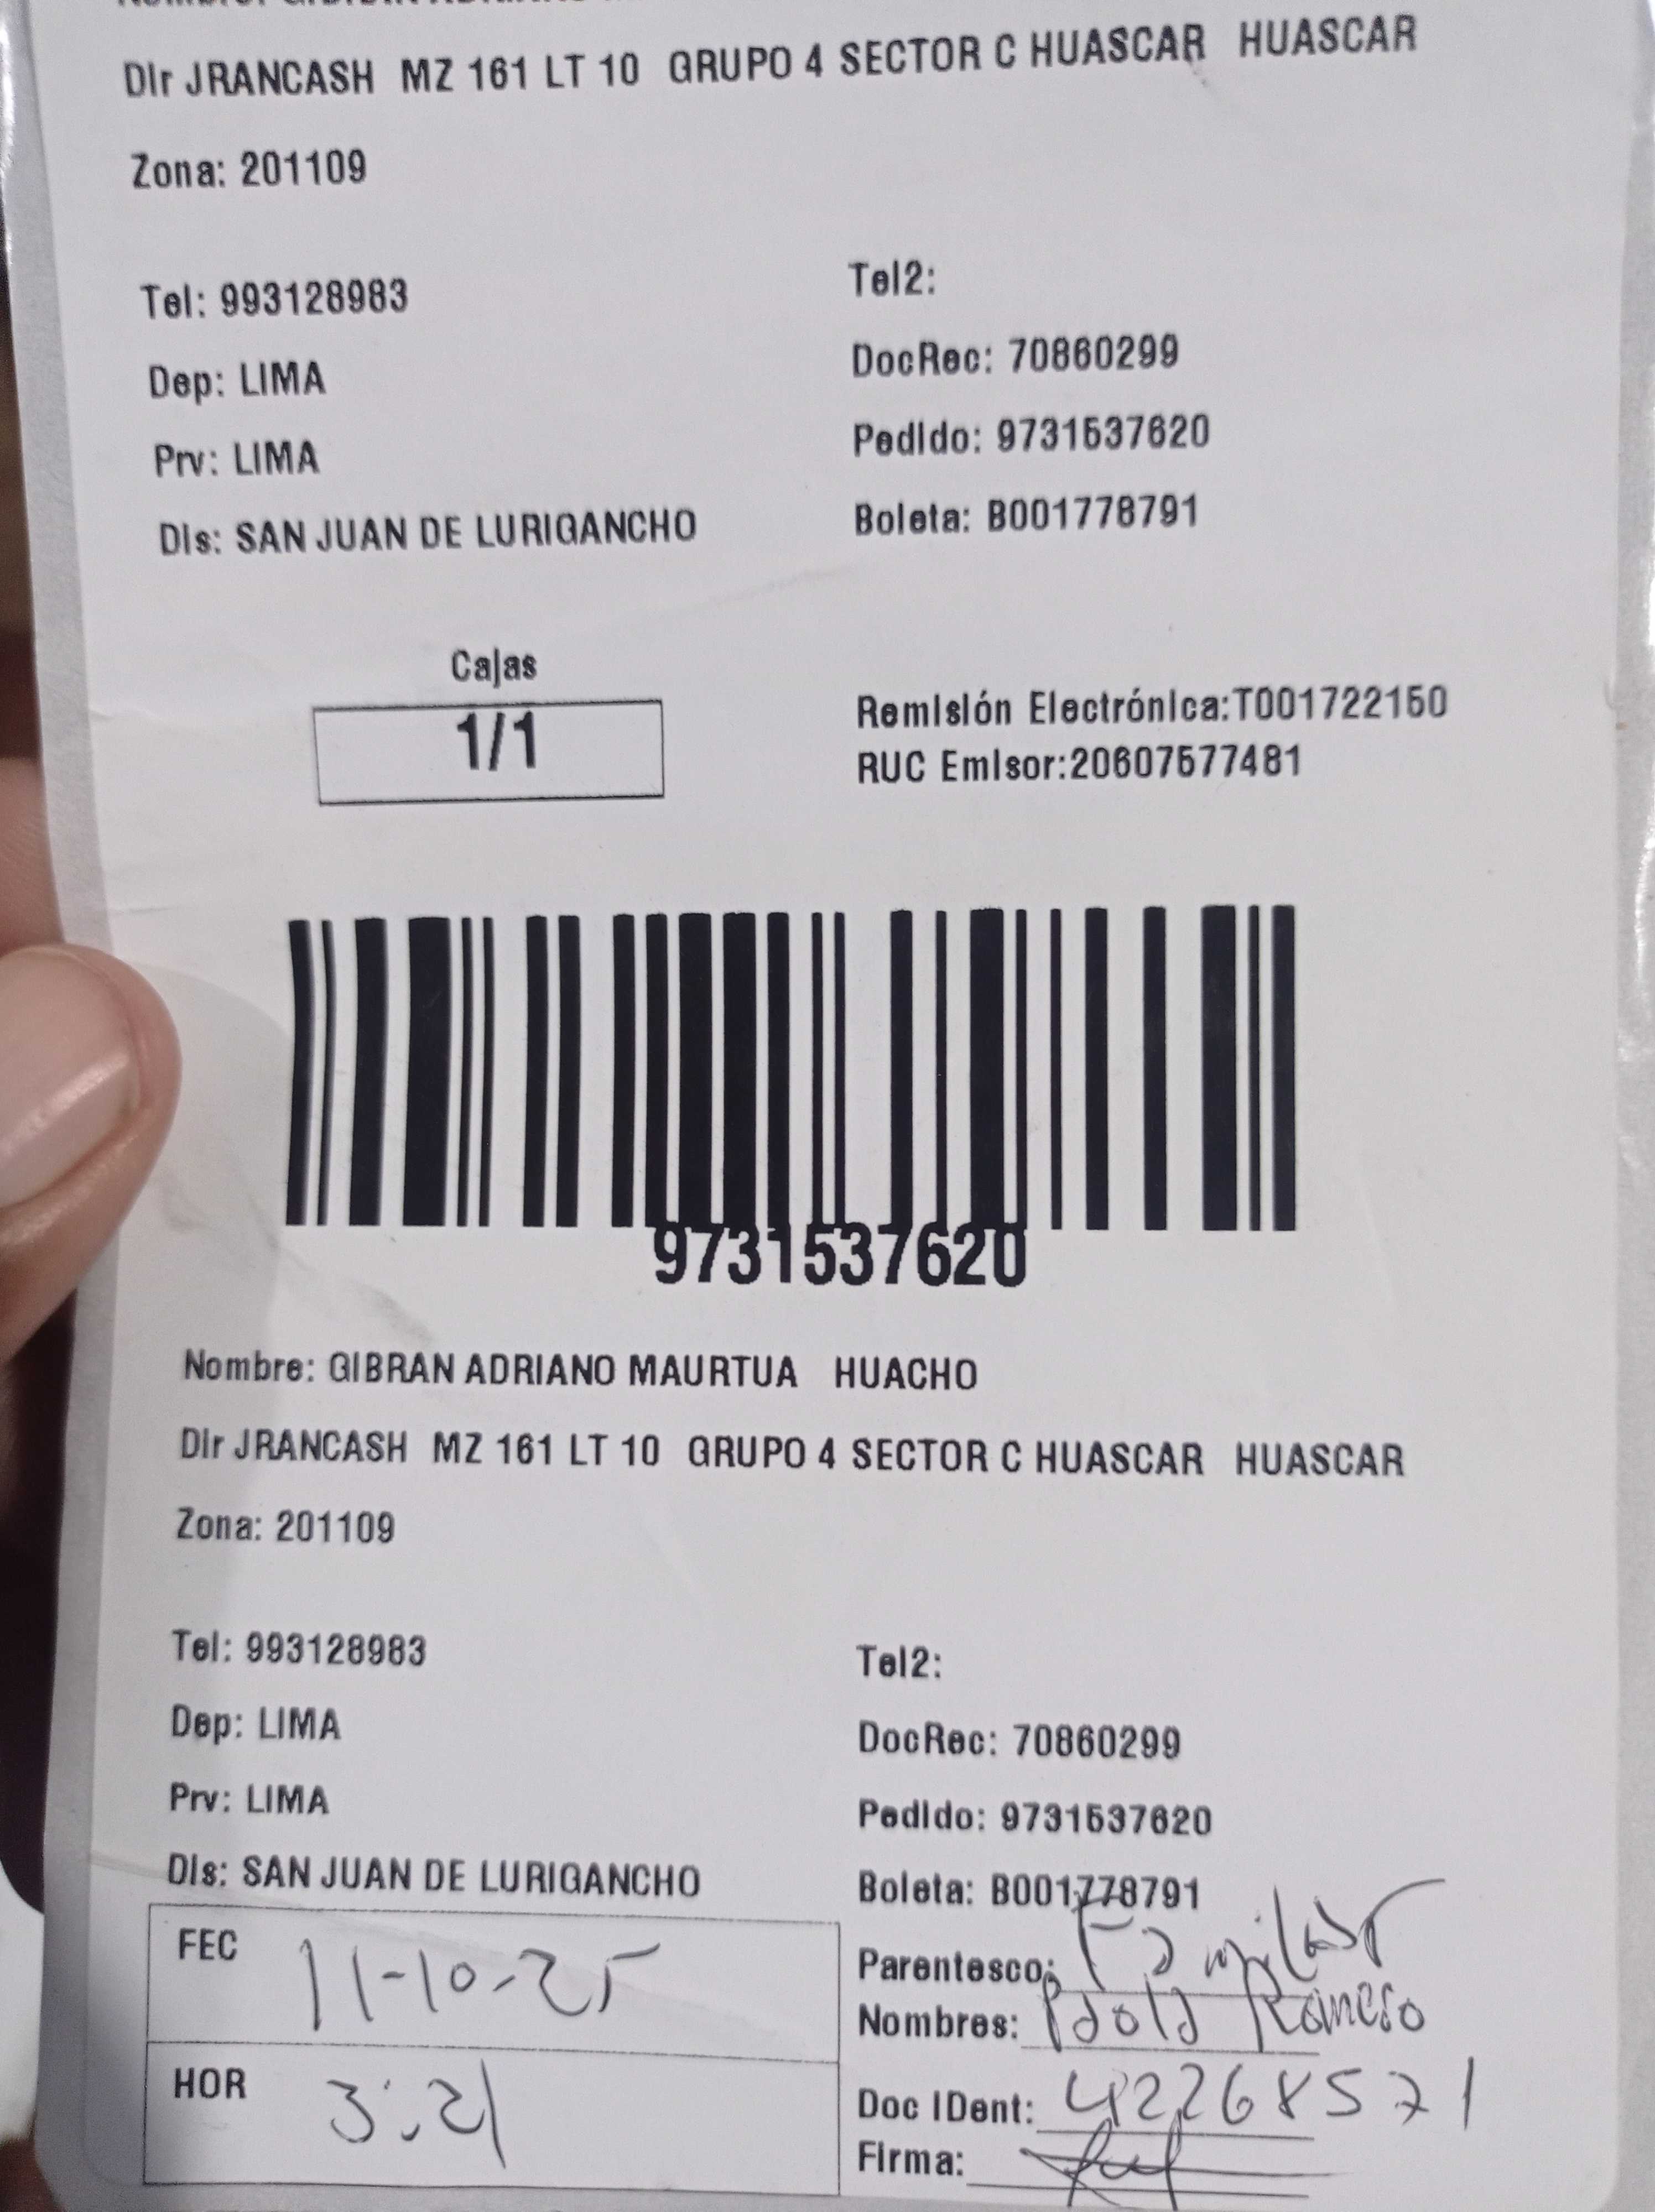 Dir JRANCASH MZ 161 LT 10 GRUPO 4 SECTOR C HUASCAR HUASCAR
Zona: 201109
Tel: 993128983
Tel2:
Dep: LIMA
DocRec: 70860299
Prv: LIMA
Pedido: 9731537620
Dis: SAN JUAN DE LURIGANCHO
Boleta: B001778791
Cajas
1/1
Remisión Electrónica:T001722150
RUC Emisor:20607577481
9731537620
Nombre: GIBRAN ADRIANO MAURTUA HUACHO
Dir JRANCASH MZ 161 LT 10 GRUPO 4 SECTOR C HUASCAR HUASCAR
Zona: 201109
Tel: 993128983
Tel2:
Dep: LIMA
DocRec: 70860299
Prv: LIMA
Pedido: 9731537620
Dis: SAN JUAN DE LURIGANCHO
Boleta: B001778791
FEC 11-10-25
Parentesco: Familiar
Nombres: Paola Romero
HOR 3:21
Doc IDent: 42268571
Firma: